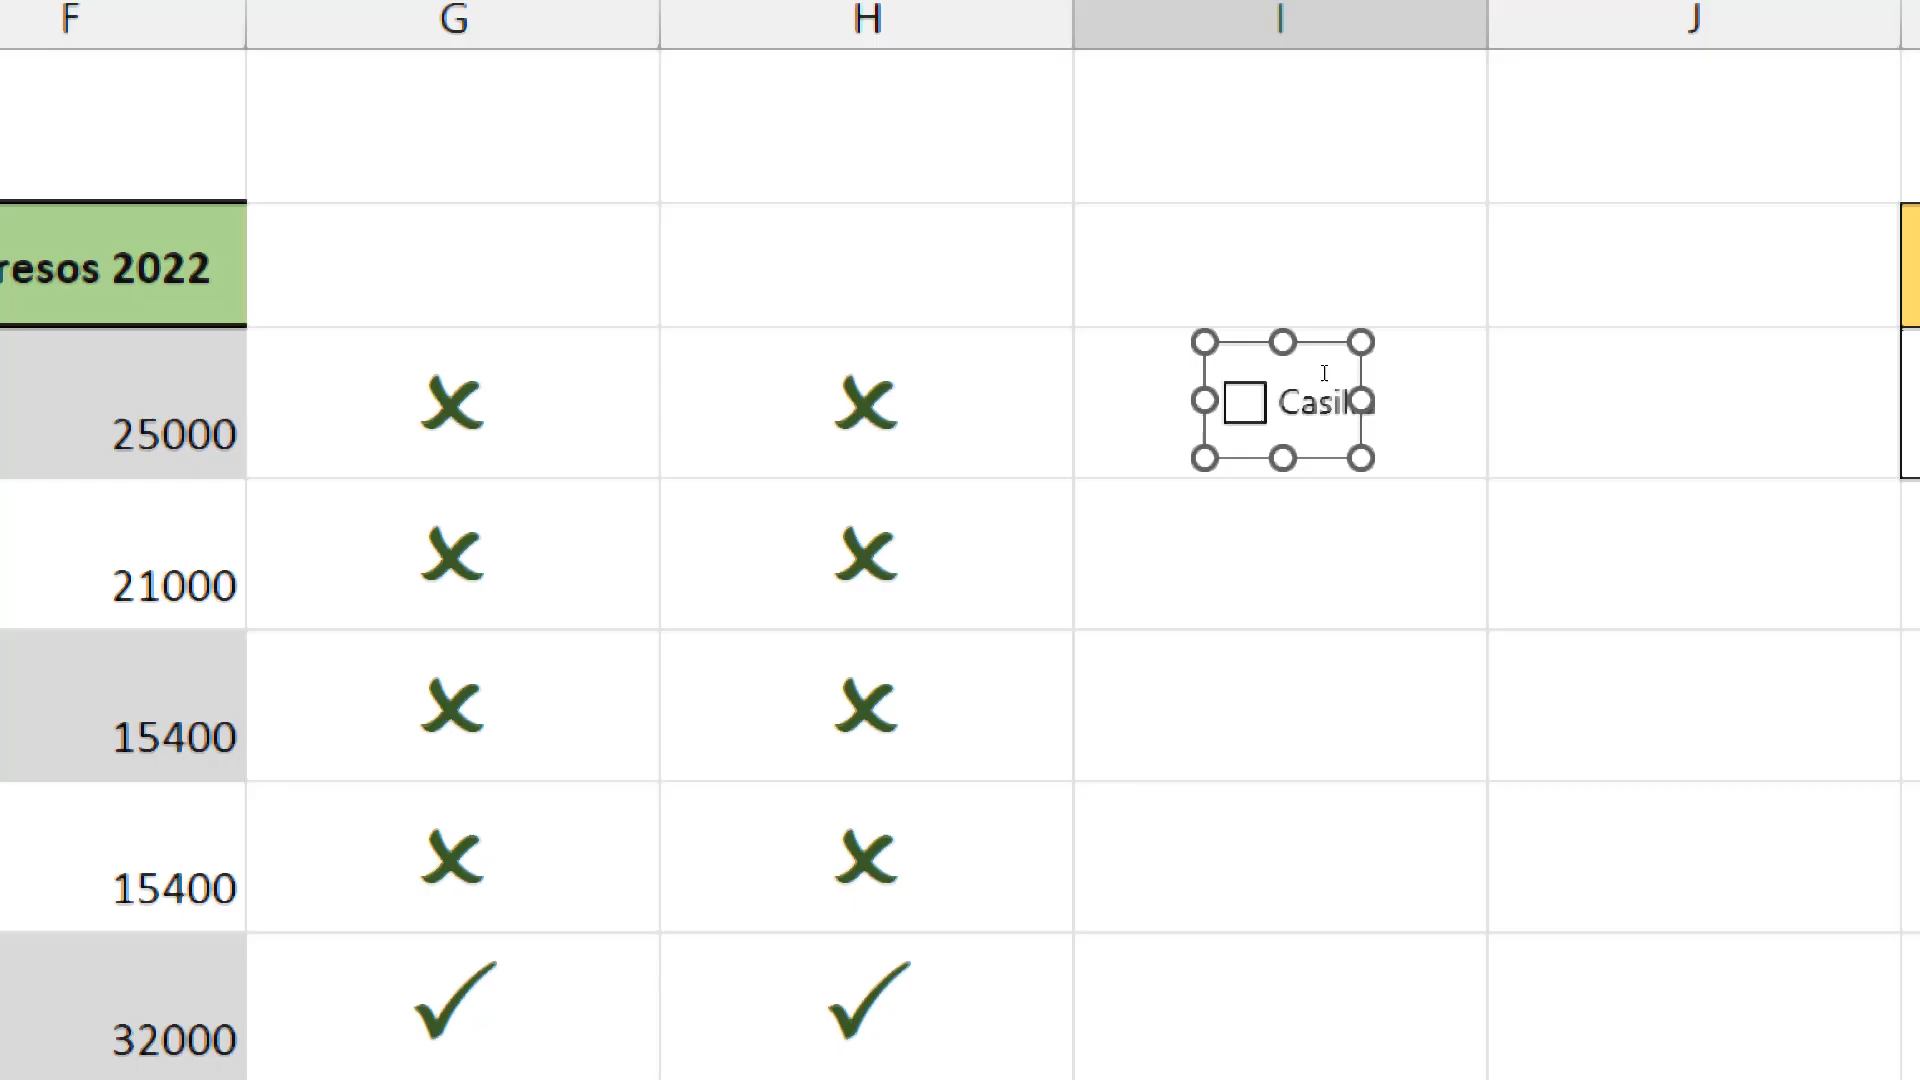 F G H I J
resos 2022
25000 ✘ ✘ Casil
21000 ✘ ✘
15400 ✘ ✘
15400 ✘ ✘
32000 ✓ ✓